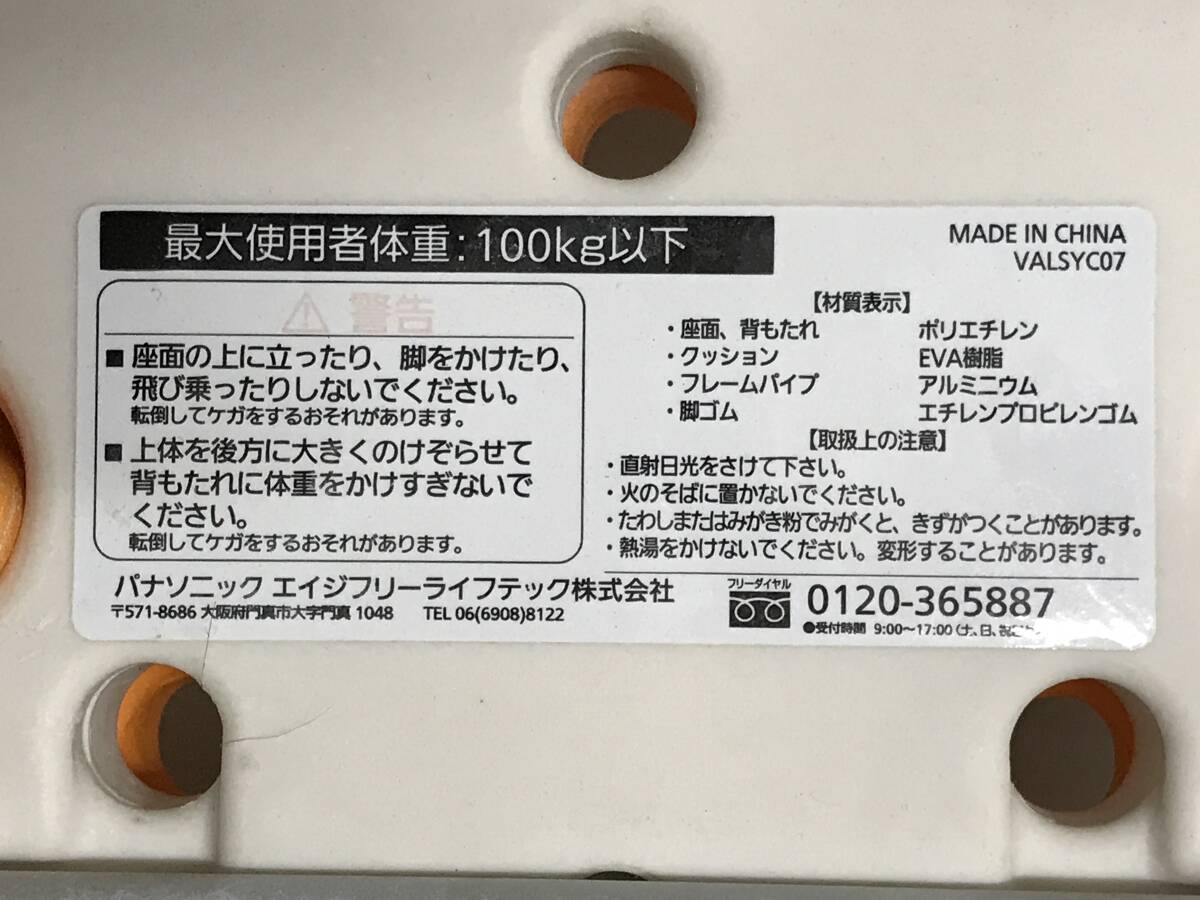 最大使用者体重:100kg以下
MADE IN CHINA
VALSYC07
⚠ 警告
■座面の上に立ったり、脚をかけたり、
飛び乗ったりしないでください。
転倒してケガをするおそれがあります。
■上体を後方に大きくのけぞらせて
背もたれに体重をかけすぎないで
ください。
転倒してケガをするおそれがあります。
【材質表示】
・座面、背もたれ ポリエチレン
・クッション EVA樹脂
・フレームパイプ アルミニウム
・脚ゴム エチレンプロピレンゴム
【取扱上の注意】
・直射日光をさけて下さい。
・火のそばに置かないでください。
・たわしまたはみがき粉でみがくと、きずがつくことがあります。
・熱湯をかけないでください。変形することがあります。
パナソニック エイジフリーライフテック株式会社
〒571-8686 大阪府門真市大字門真 1048 TEL 06(6908)8122
フリーダイヤル
0120-365887
●受付時間 9:00〜17:00(土、日、